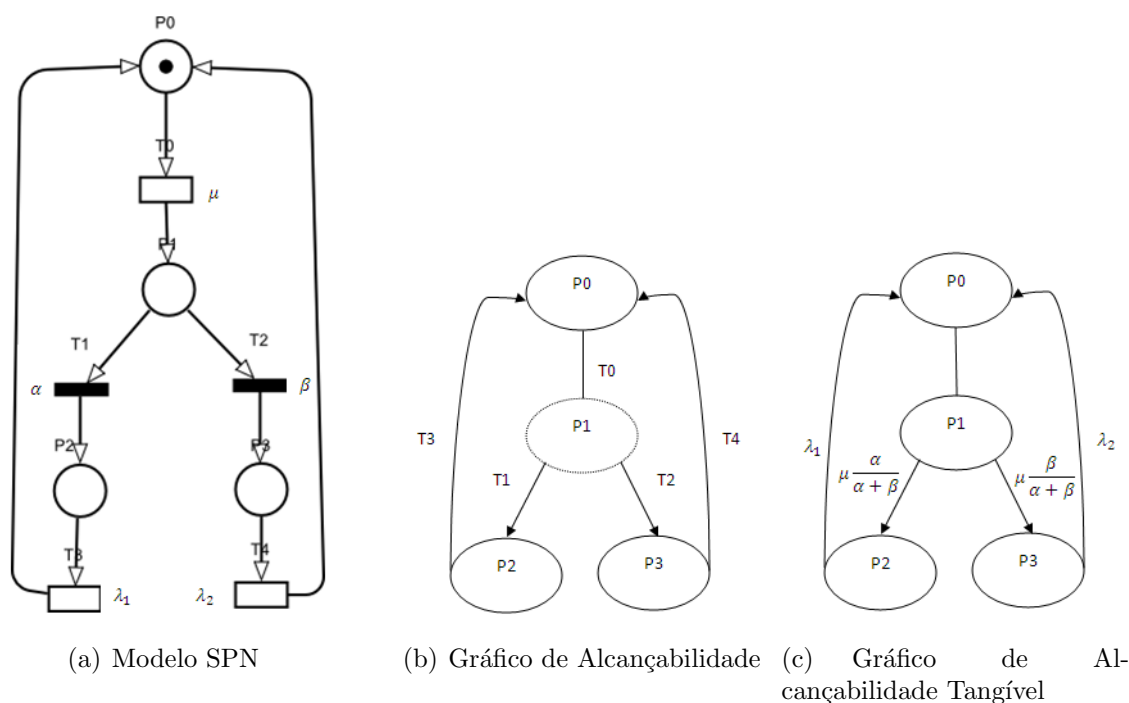 P0
T0
μ
P1
T1
T2
α
β
P2
P3
T3
T4
λ₁
λ₂
(a) Modelo SPN
P0
T0
P1
T3
T4
T1
T2
P2
P3
(b) Gráfico de Alcançabilidade
P0
P1
λ₁
λ₂
μ α/(α + β)
μ β/(α + β)
P2
P3
(c) Gráfico de Al-
cançabilidade Tangível